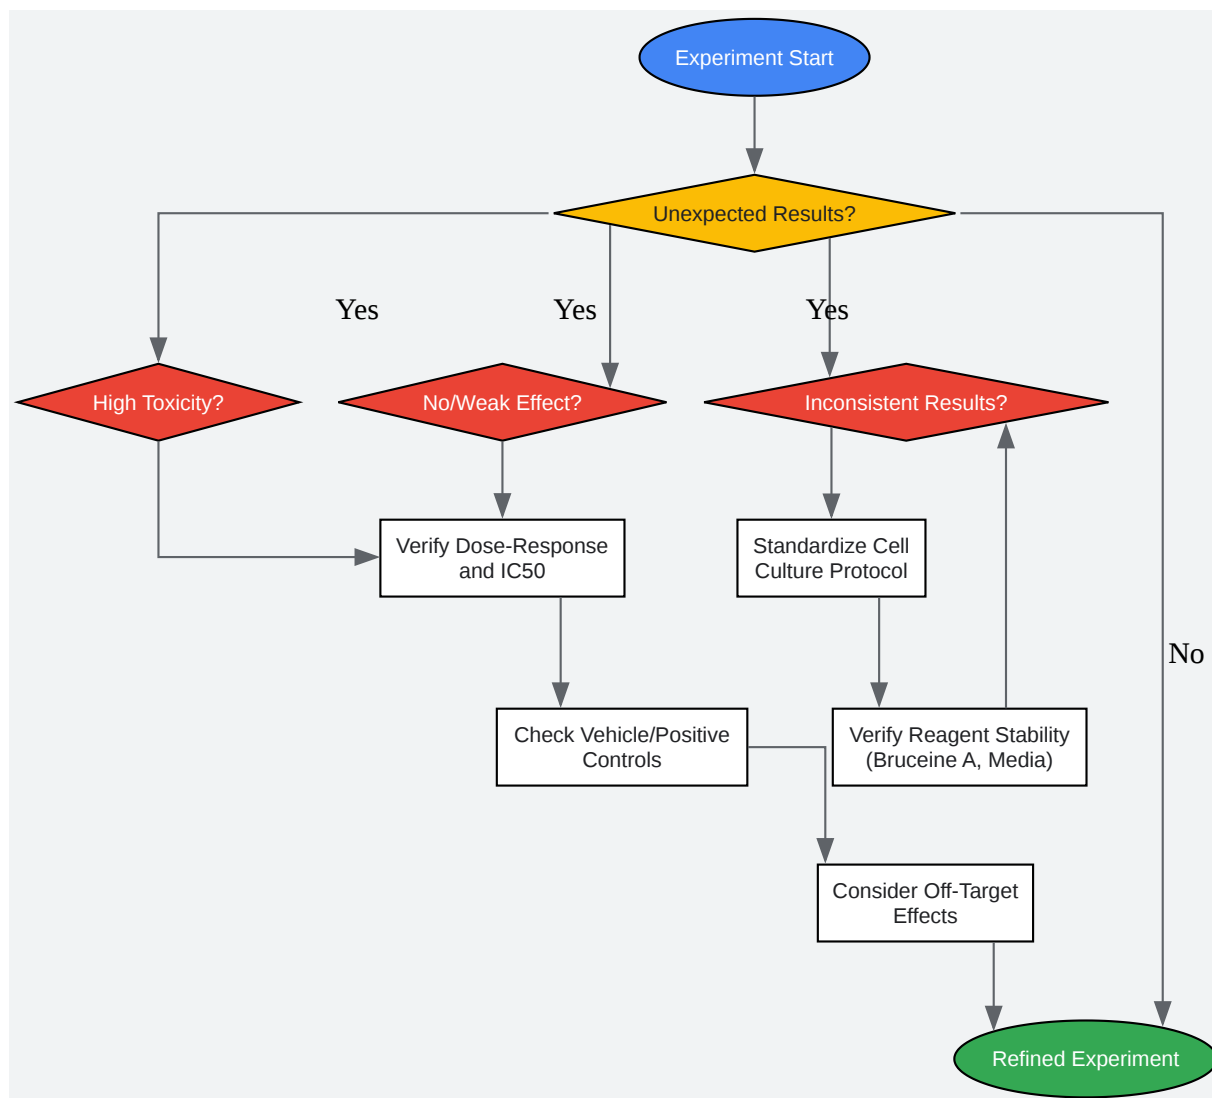 Experiment Start
Unexpected Results?
Yes
Yes
Yes
High Toxicity?
No/Weak Effect?
Inconsistent Results?
Verify Dose-Response
and IC50
Standardize Cell
Culture Protocol
No
Check Vehicle/Positive
Controls
Verify Reagent Stability
(Bruceine A, Media)
Consider Off-Target
Effects
Refined Experiment